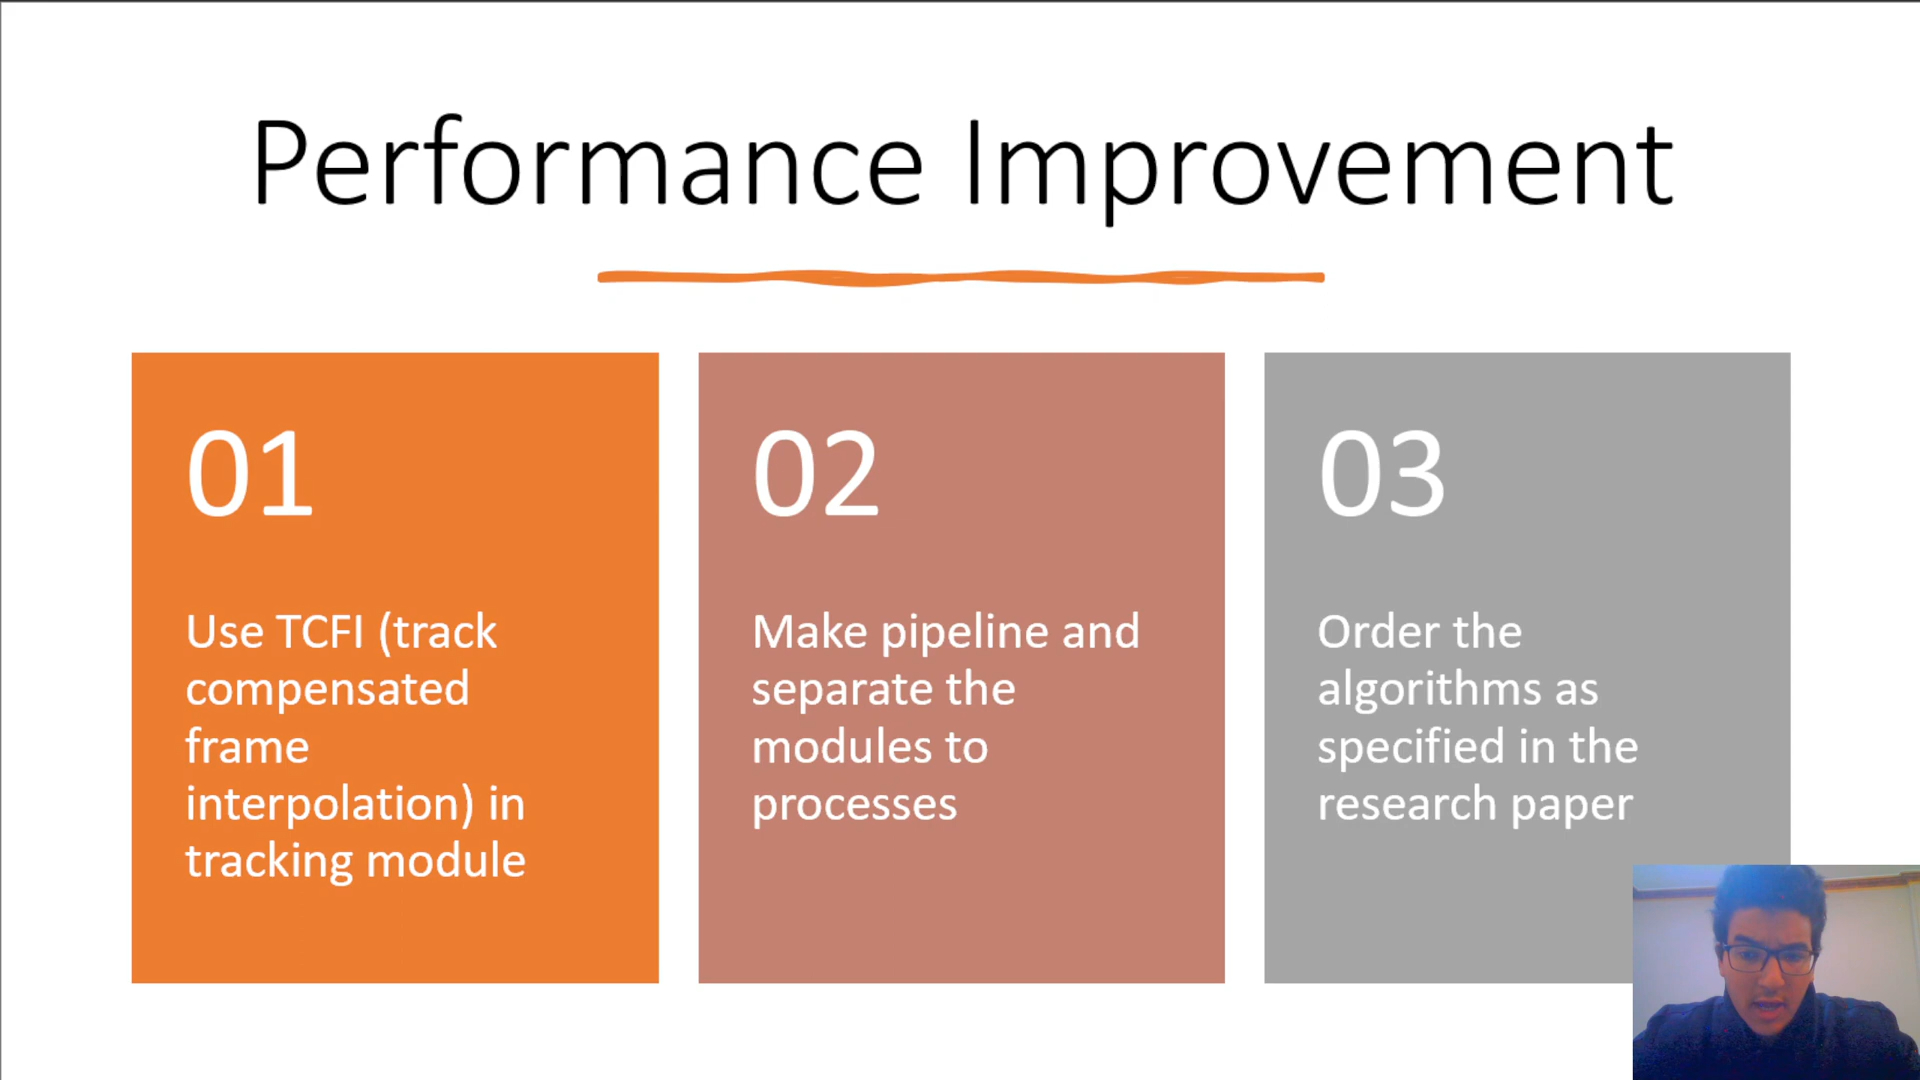 Performance Improvement
01
Use TCFI (track
compensated
frame
interpolation) in
tracking module
02
Make pipeline and
separate the
modules to
processes
03
Order the
algorithms as
specified in the
research paper